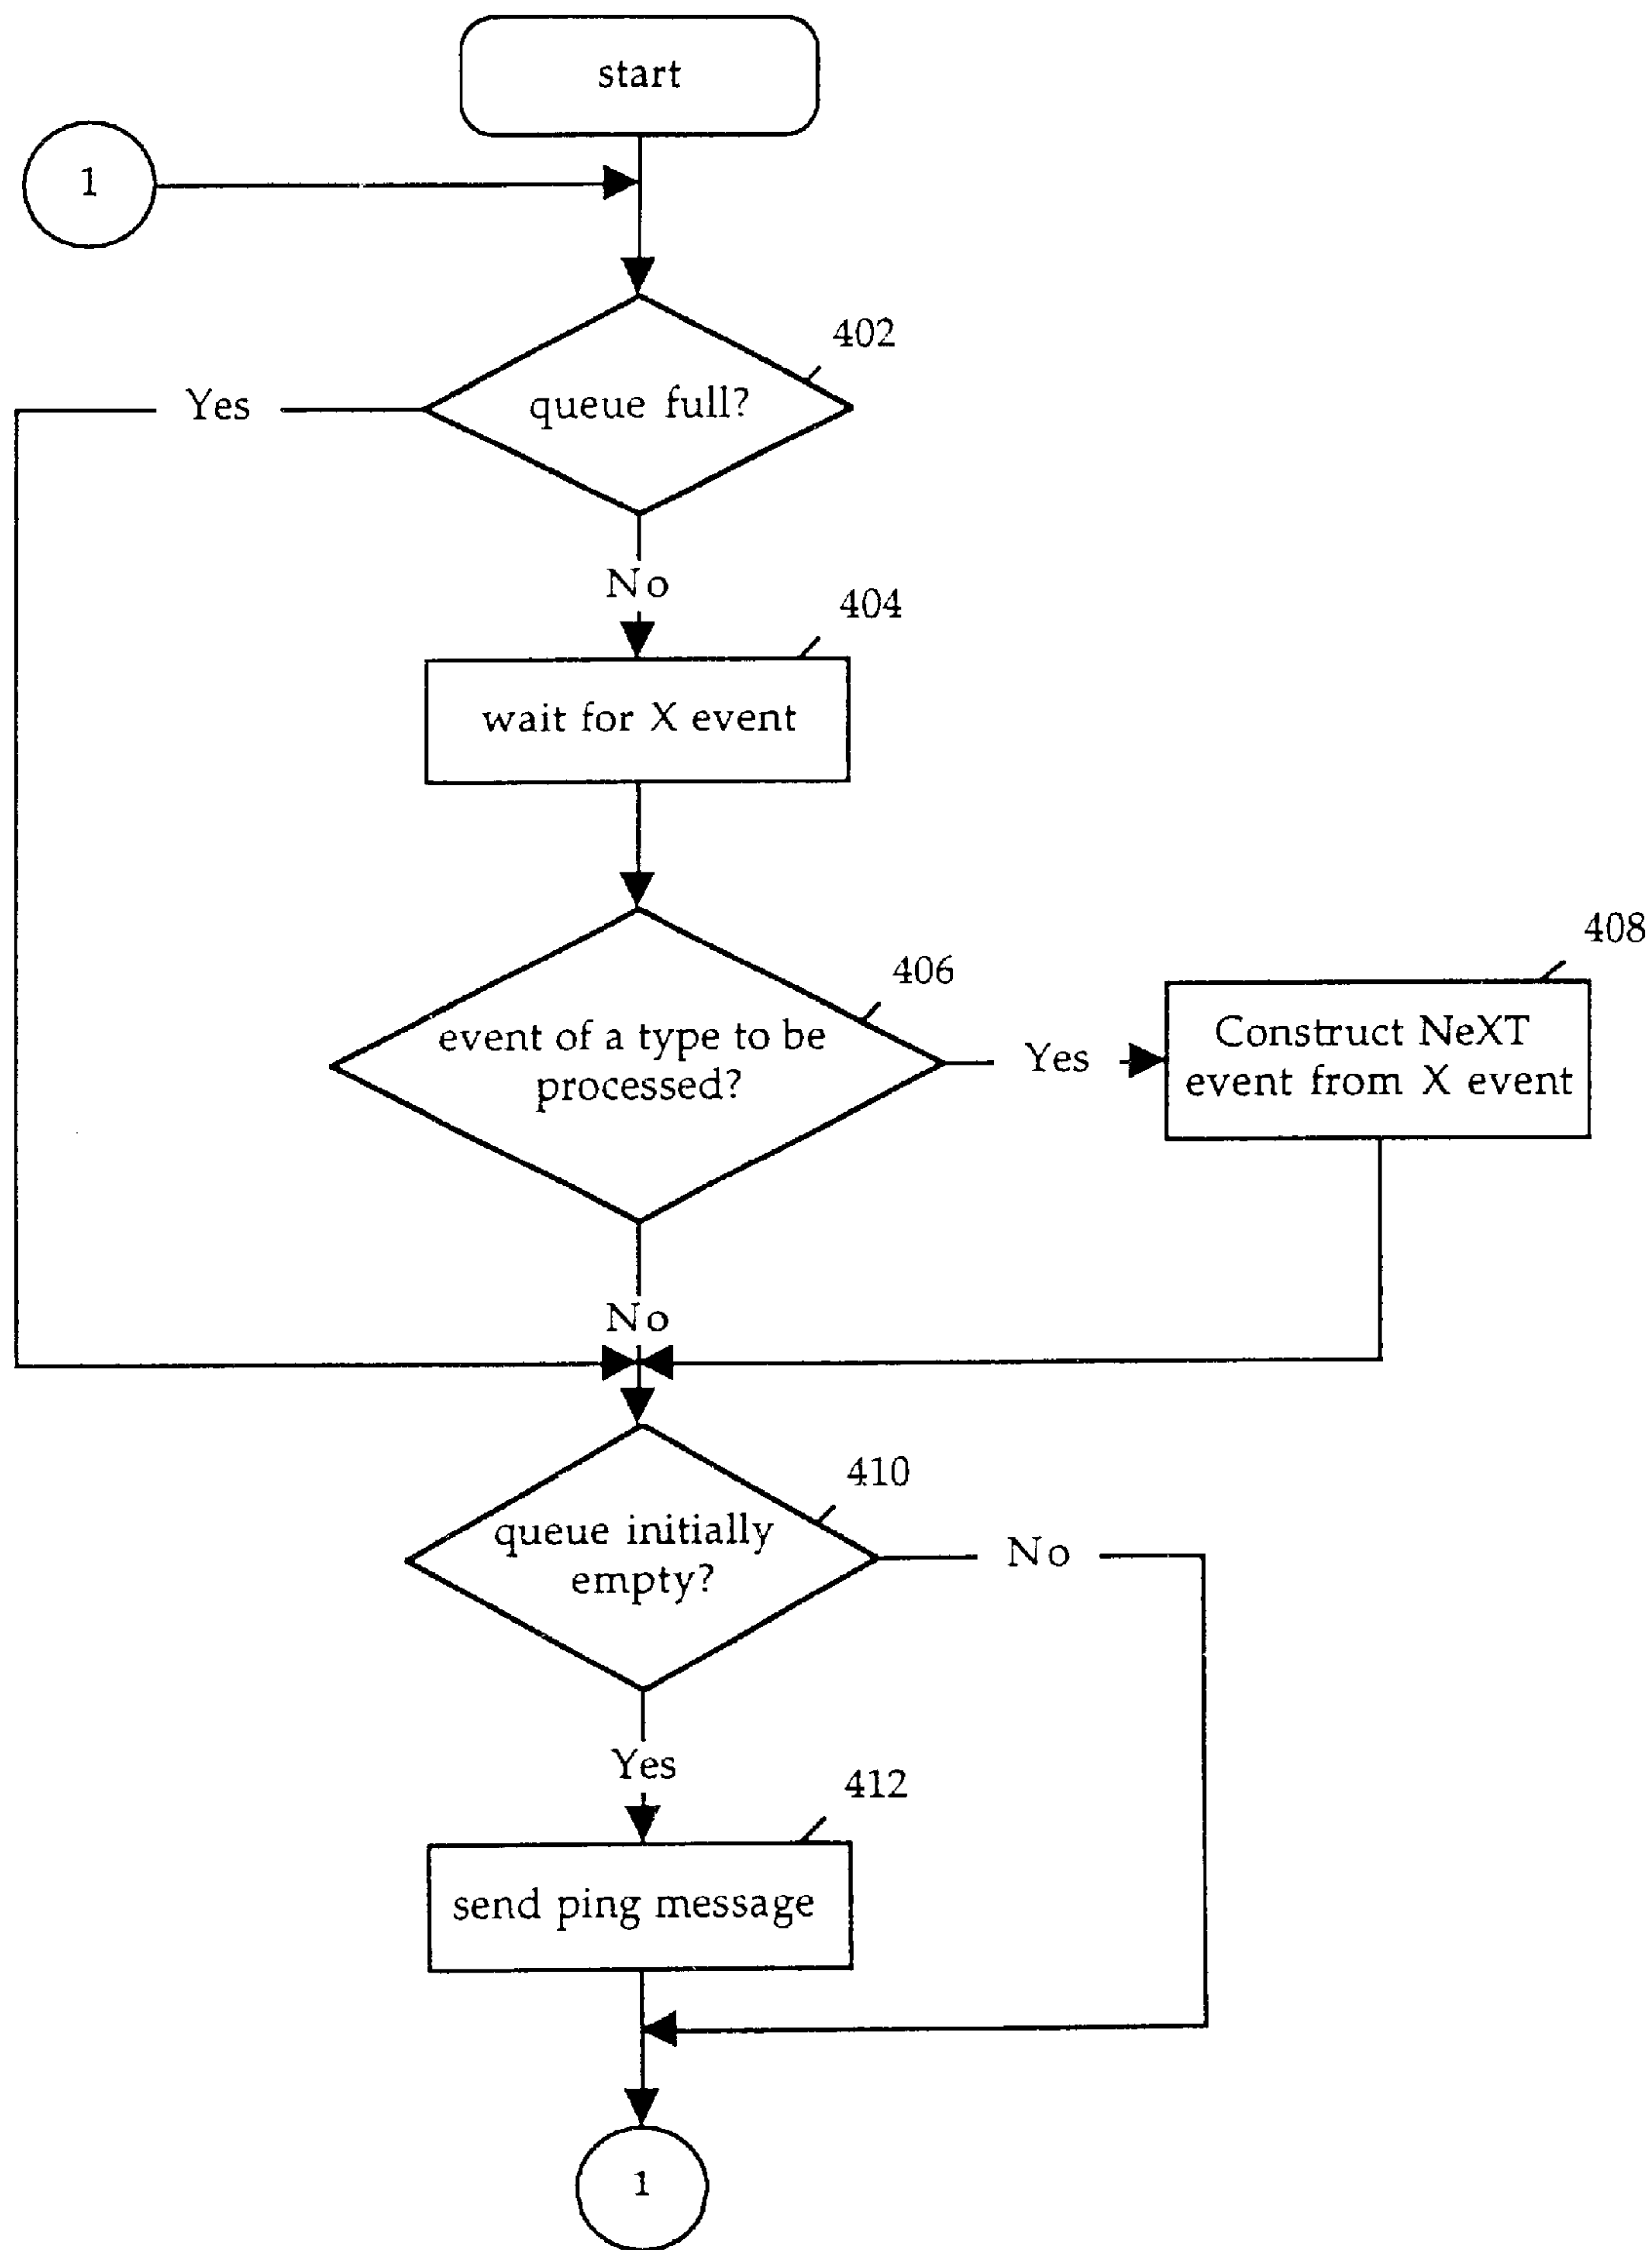 start
1
402
queue full?
Yes
No
404
wait for X event
406
event of a type to be
processed?
Yes
408
Construct NeXT
event from X event
No
410
queue initially
empty?
No
Yes
412
send ping message
1